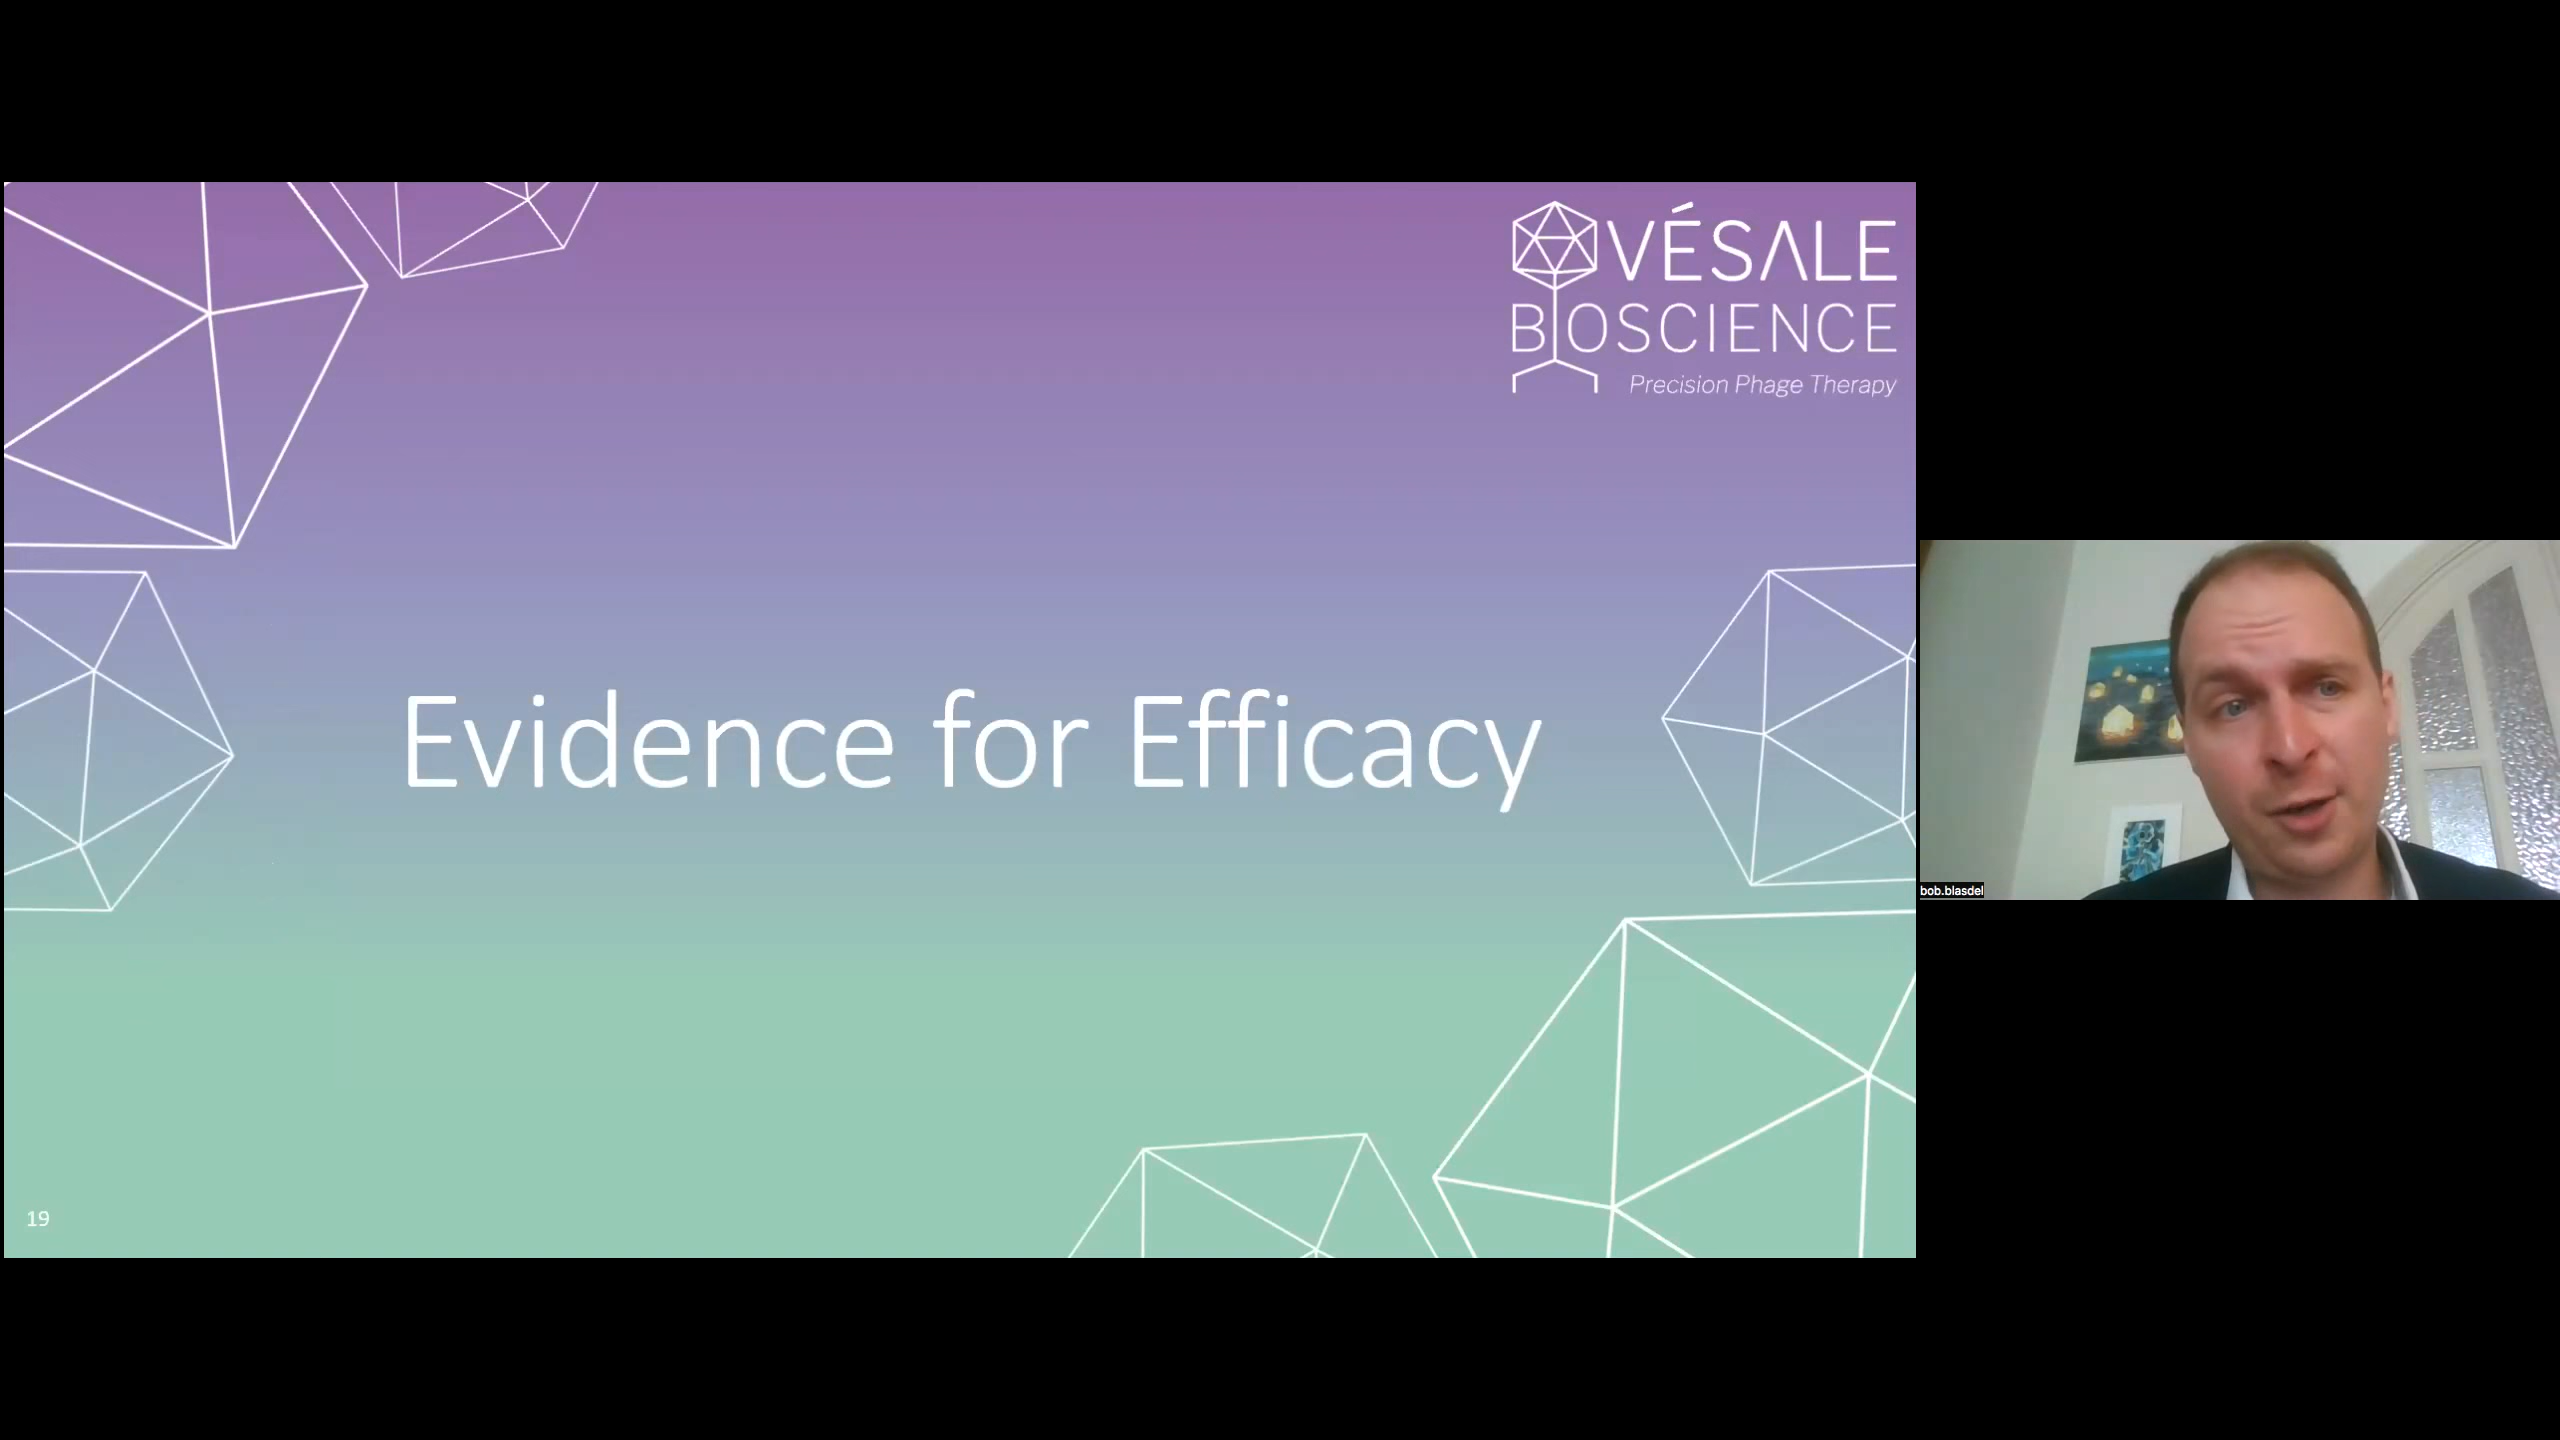 VÉSALE
BIOSCIENCE
Precision Phage Therapy
Evidence for Efficacy
19
bob.blasdel